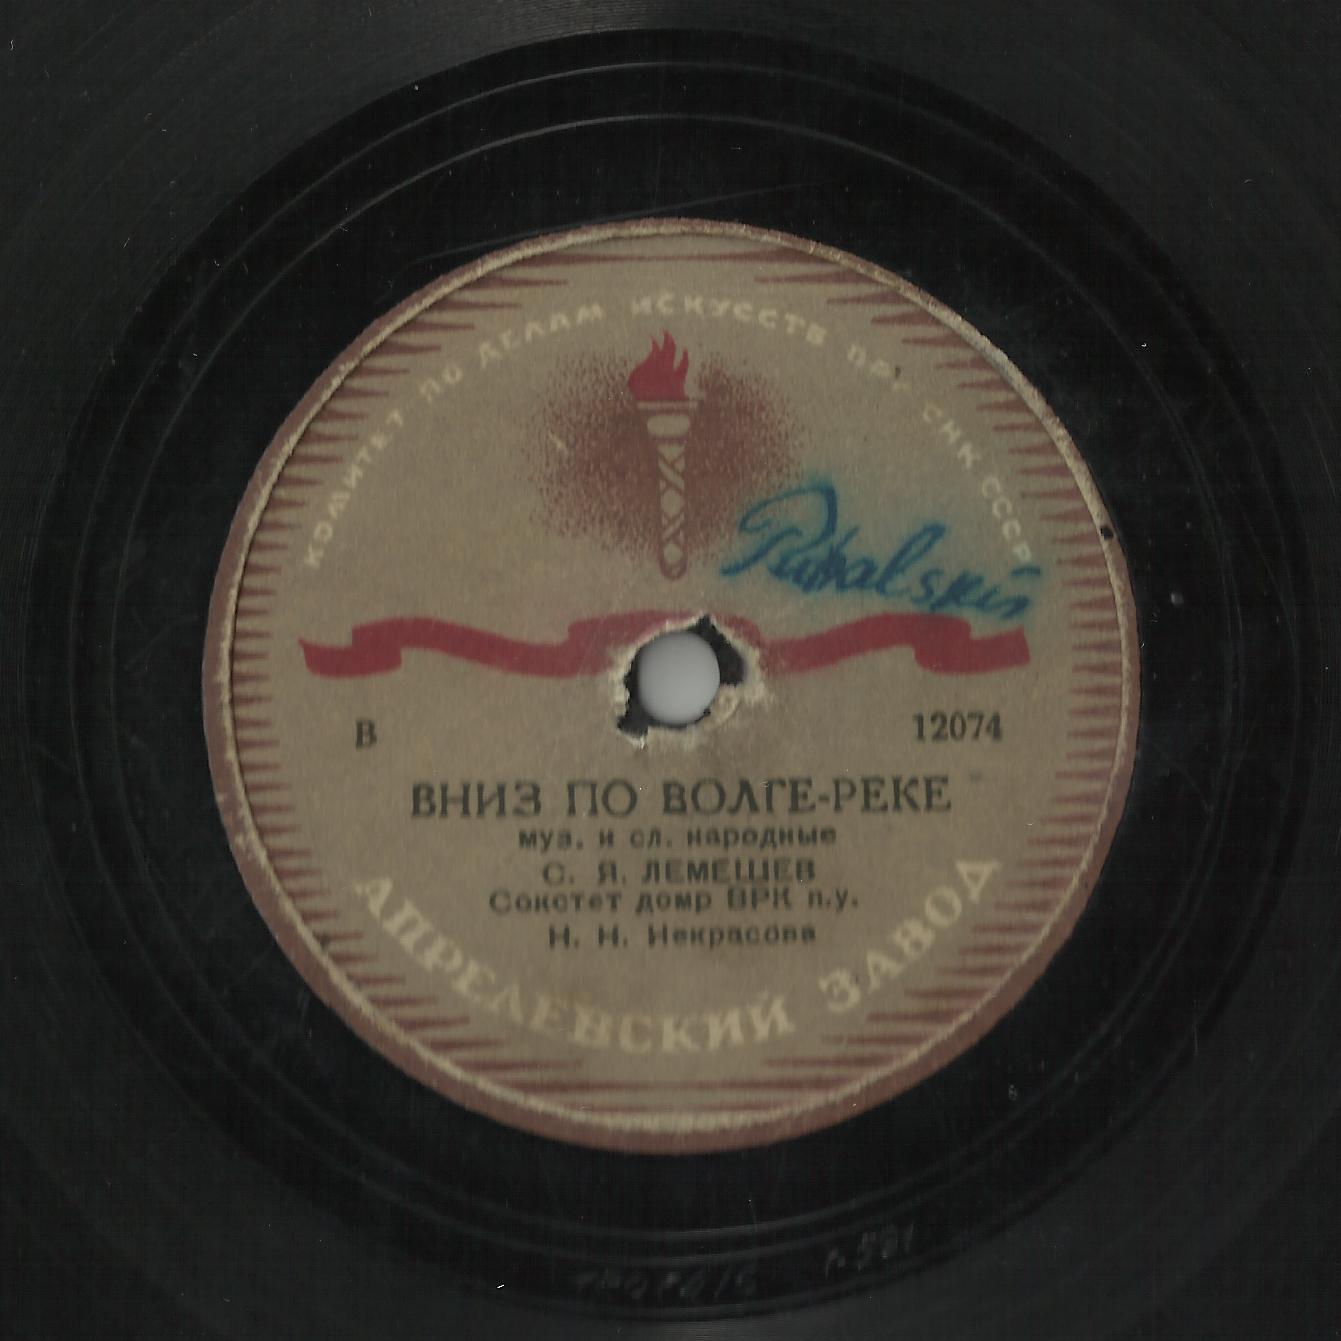 КОМИТЕТ ПО ДЕЛАМ ИСКУССТВ ПРИ СНК СССР
В 12074
ВНИЗ ПО ВОЛГЕ-РЕКЕ
муз. и сл. народные
С. Я. ЛЕМЕШЕВ
Сокстет домр ВРК п.у.
Н. Н. Некрасова
АПРЕЛЕВСКИЙ ЗАВОД